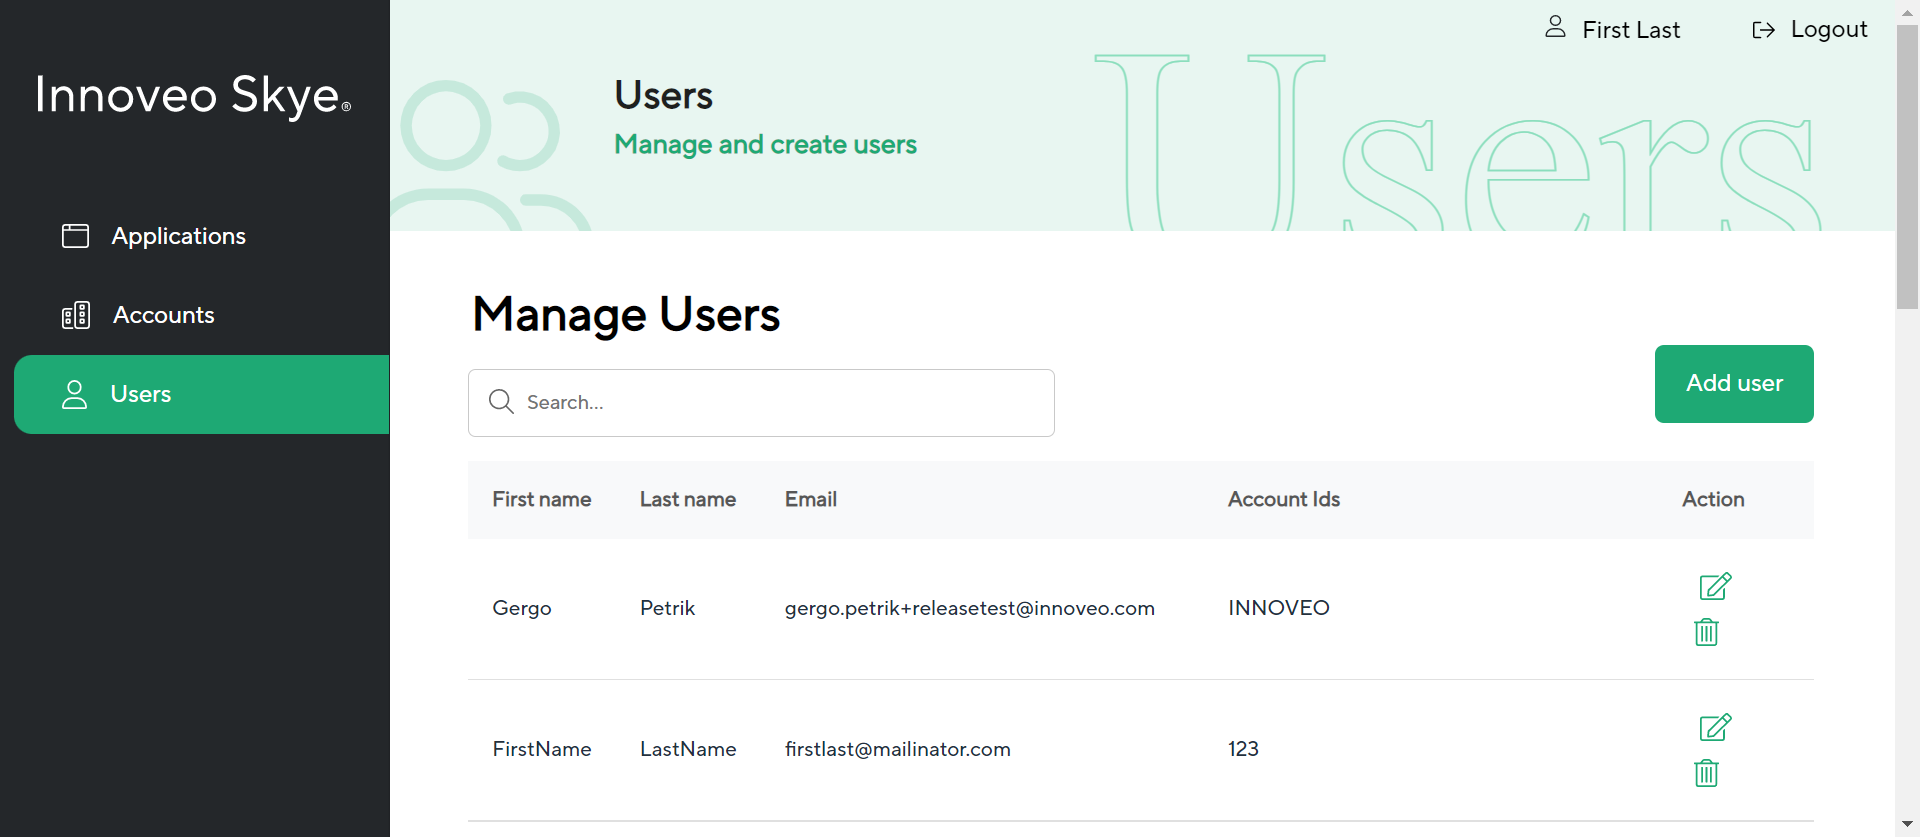 Innoveo Skye®
Applications
Accounts
Users
First Last
Logout
Users
Manage and create users
Users
Manage Users
Search...
Add user
First name Last name Email Account Ids Action
Gergo Petrik gergo.petrik+releasetest@innoveo.com INNOVEO
FirstName LastName firstlast@mailinator.com 123